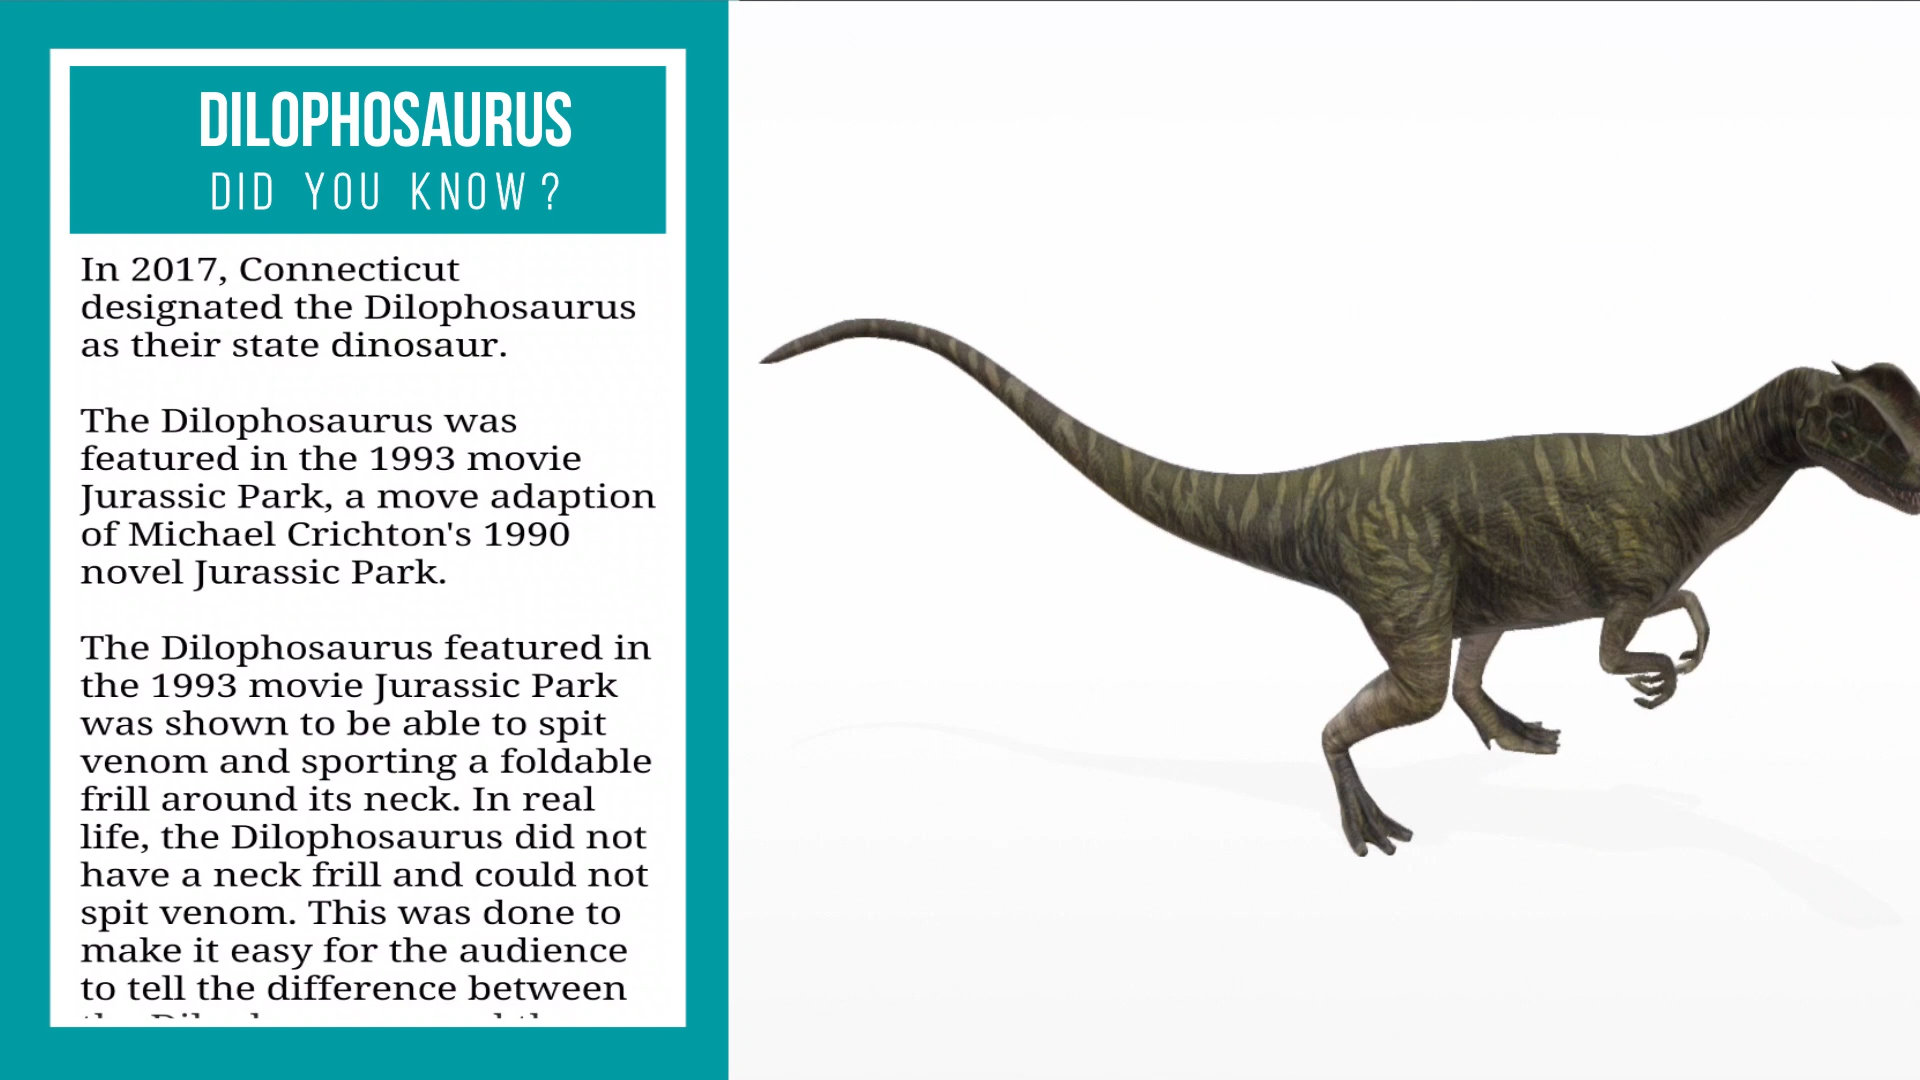 DILOPHOSAURUS
DID YOU KNOW?
In 2017, Connecticut
designated the Dilophosaurus
as their state dinosaur.
The Dilophosaurus was
featured in the 1993 movie
Jurassic Park, a move adaption
of Michael Crichton's 1990
novel Jurassic Park.
The Dilophosaurus featured in
the 1993 movie Jurassic Park
was shown to be able to spit
venom and sporting a foldable
frill around its neck. In real
life, the Dilophosaurus did not
have a neck frill and could not
spit venom. This was done to
make it easy for the audience
to tell the difference between